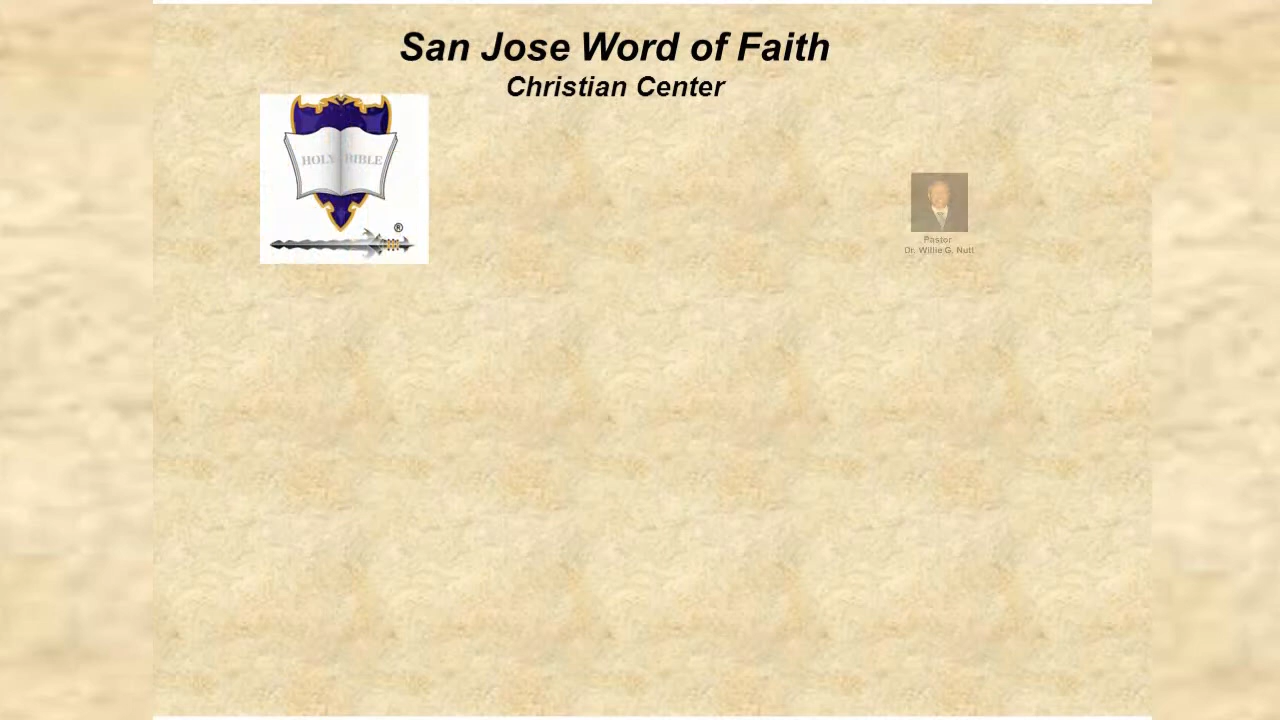 San Jose Word of Faith
Christian Center
HOLY BIBLE
®
Pastor
Dr. Willie G. Nutt